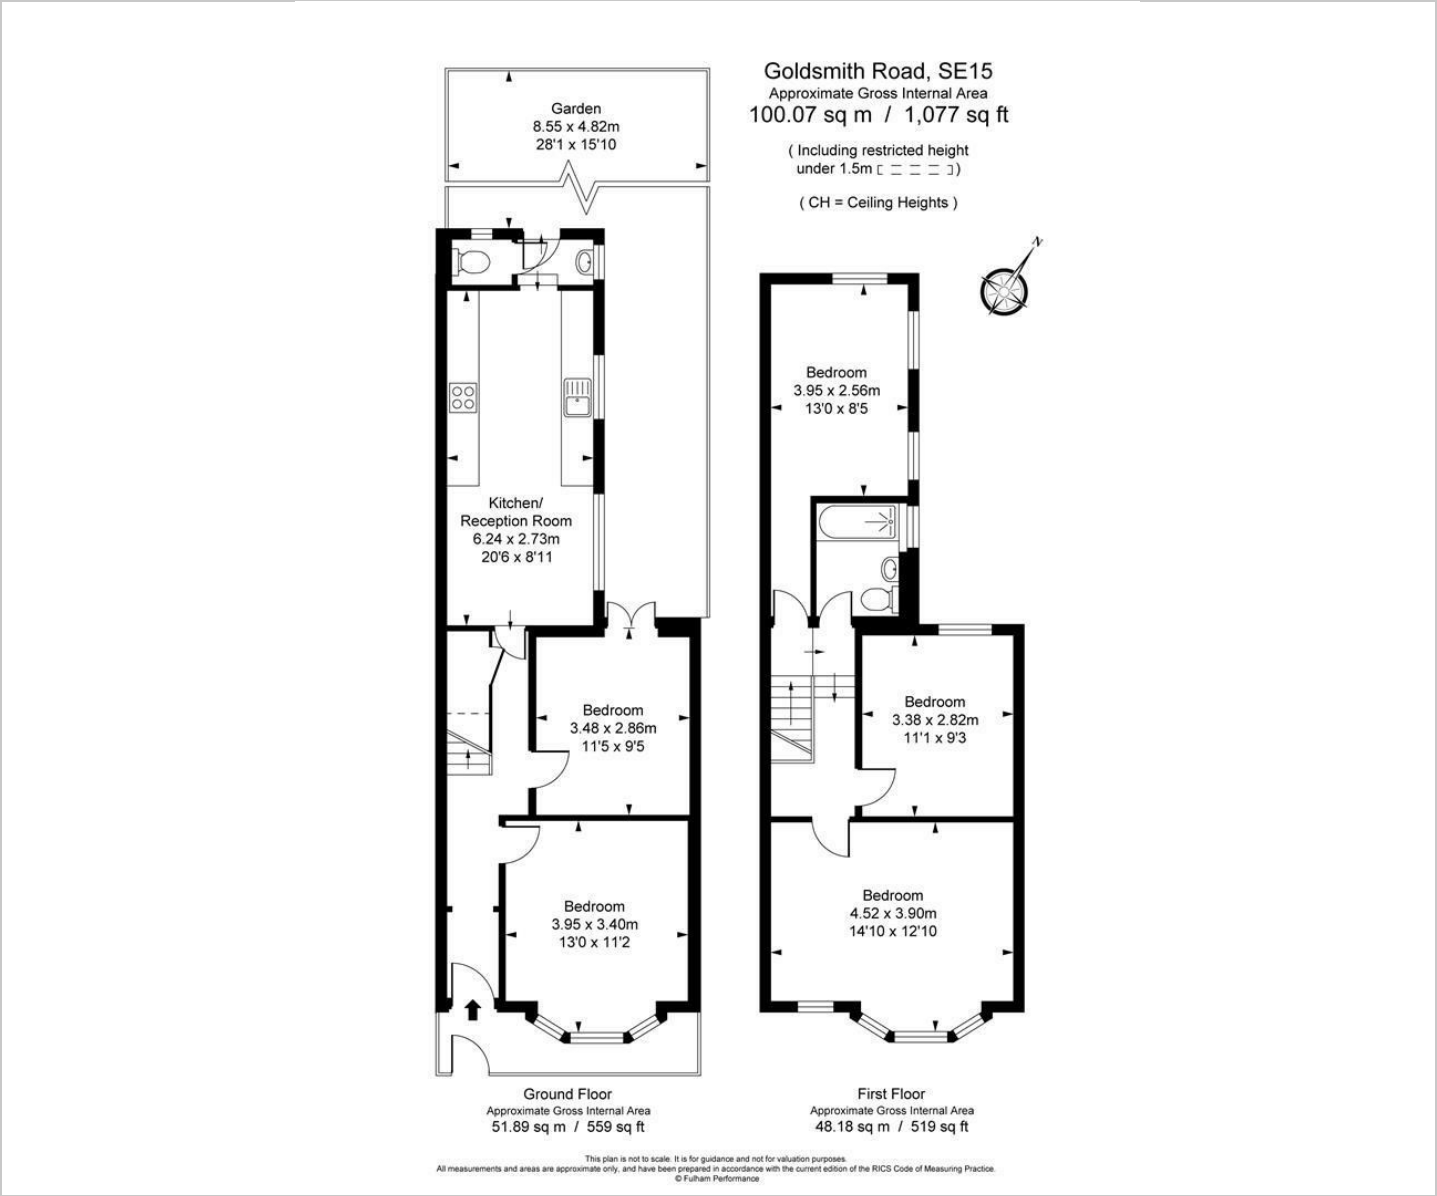 Goldsmith Road, SE15
Approximate Gross Internal Area
100.07 sq m / 1,077 sq ft
( Including restricted height
under 1.5m )
( CH = Ceiling Heights )
N
Garden
8.55 x 4.82m
28'1 x 15'10
Kitchen/
Reception Room
6.24 x 2.73m
20'6 x 8'11
Bedroom
3.48 x 2.86m
11'5 x 9'5
Bedroom
3.95 x 3.40m
13'0 x 11'2
Ground Floor
Approximate Gross Internal Area
51.89 sq m / 559 sq ft
Bedroom
3.95 x 2.56m
13'0 x 8'5
Bedroom
3.38 x 2.82m
11'1 x 9'3
Bedroom
4.52 x 3.90m
14'10 x 12'10
First Floor
Approximate Gross Internal Area
48.18 sq m / 519 sq ft
This plan is not to scale. It is for guidance and not for valuation purposes.
All measurements and areas are approximate only, and have been prepared in accordance with the current edition of the RICS Code of Measuring Practice.
© Fulham Performance